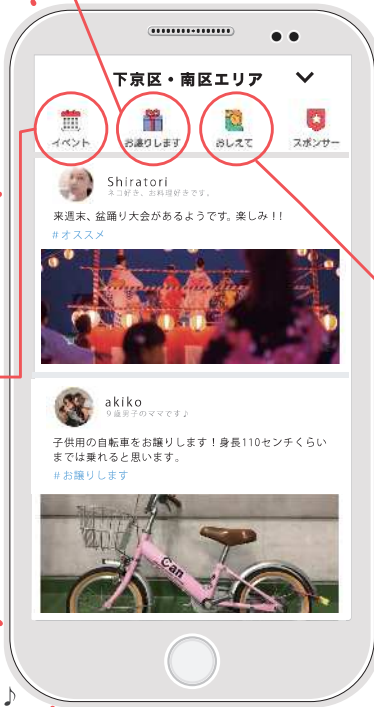 下京区・南区エリア
イベント
お譲りします
おしえて
スポンサー
Shiratori
ネコ好き、お料理好きです。
来週末、盆踊り大会があるようです。楽しみ!!
#オススメ
akiko
9歳男子のママです♪
子供用の自転車をお譲りします！身長110センチくらい
までは乗れると思います。
#お譲りします
Can
♪